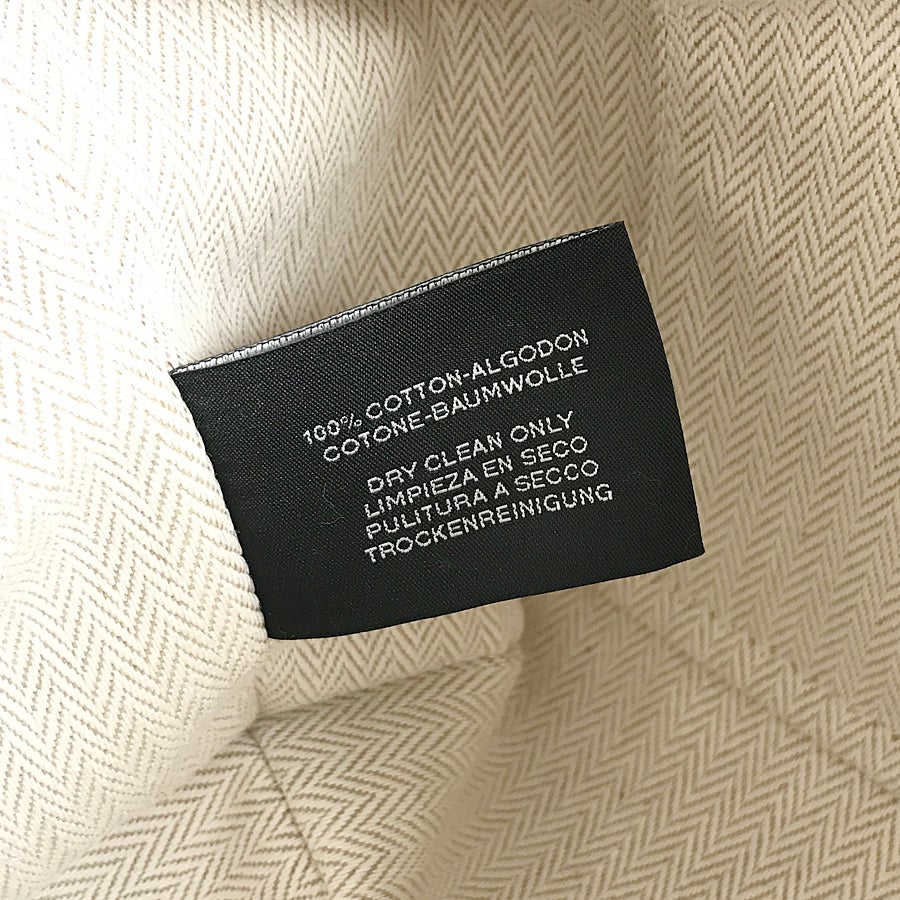 100% COTTON-ALGODON
COTONE-BAUMWOLLE
DRY CLEAN ONLY
LIMPIEZA EN SECO
PULITURA A SECCO
TROCKENREINIGUNG